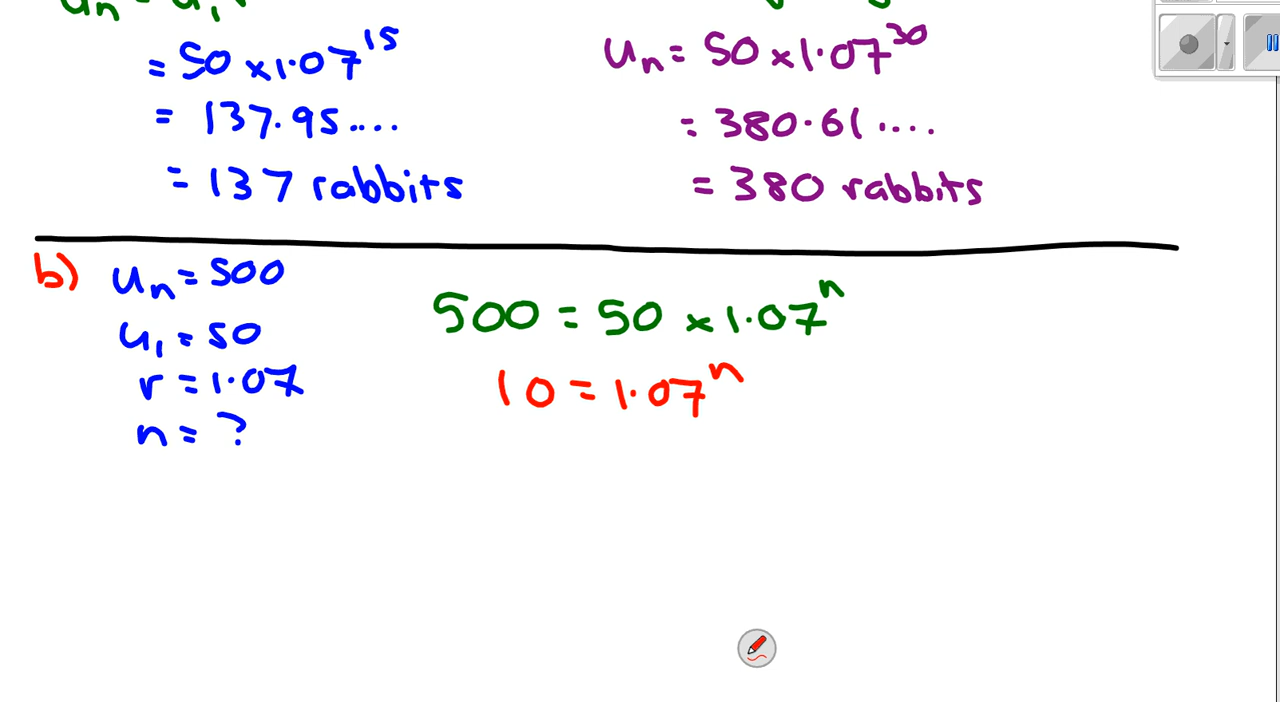 = 50 × 1.07^15
= 137.95....
= 137 rabbits
uₙ = 50 × 1.07^30
= 380.61....
= 380 rabbits
b) uₙ = 500
u₁ = 50
r = 1.07
n = ?
500 = 50 × 1.07^n
10 = 1.07^n